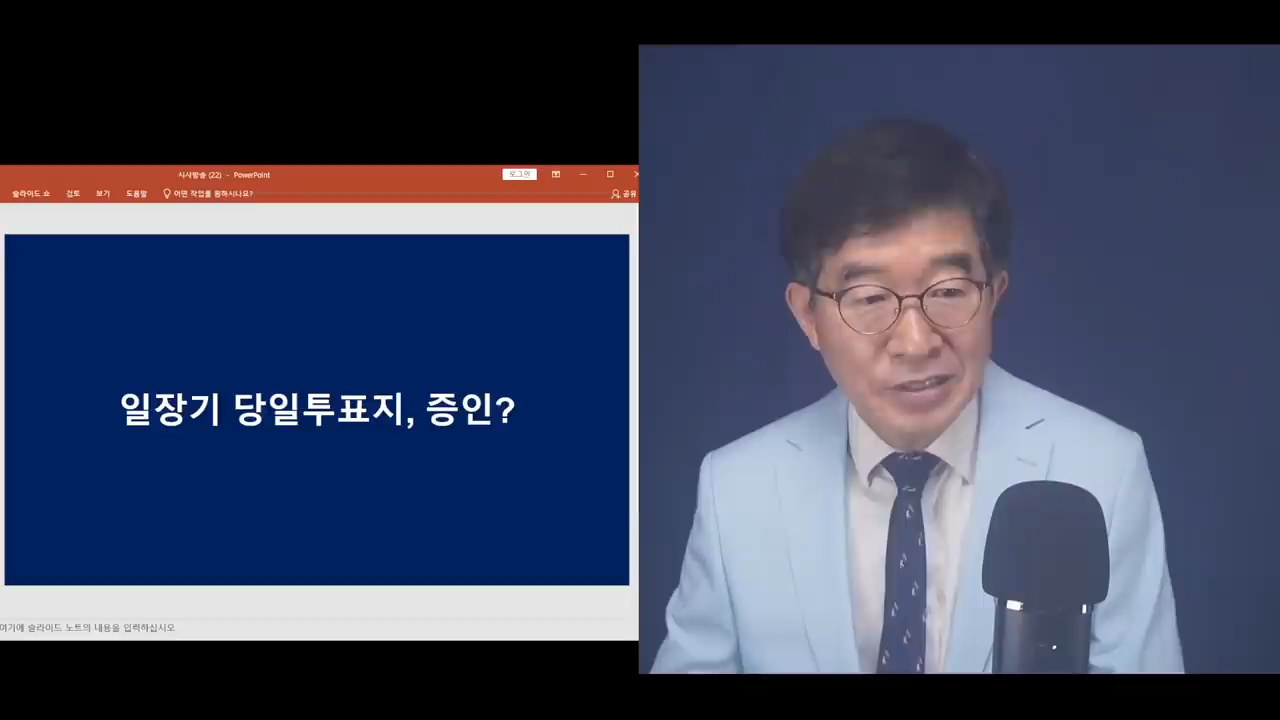 시사방송 (22) - PowerPoint
로그인
슬라이드 쇼 검토 보기 도움말 어떤 작업을 원하시나요? 공유
일장기 당일투표지, 증인?
여기에 슬라이드 노트의 내용을 입력하십시오